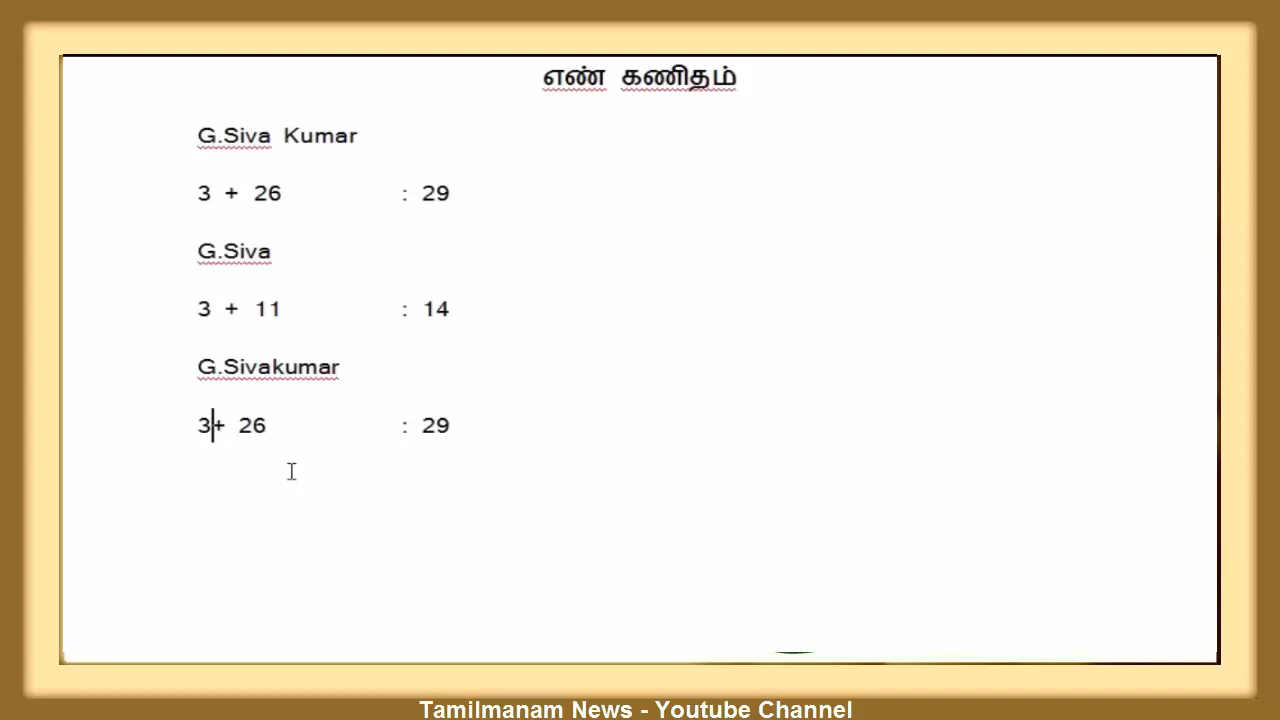 எண் கணிதம்
G.Siva Kumar
3 + 26 : 29
G.Siva
3 + 11 : 14
G.Sivakumar
3+ 26 : 29
Tamilmanam News - Youtube Channel